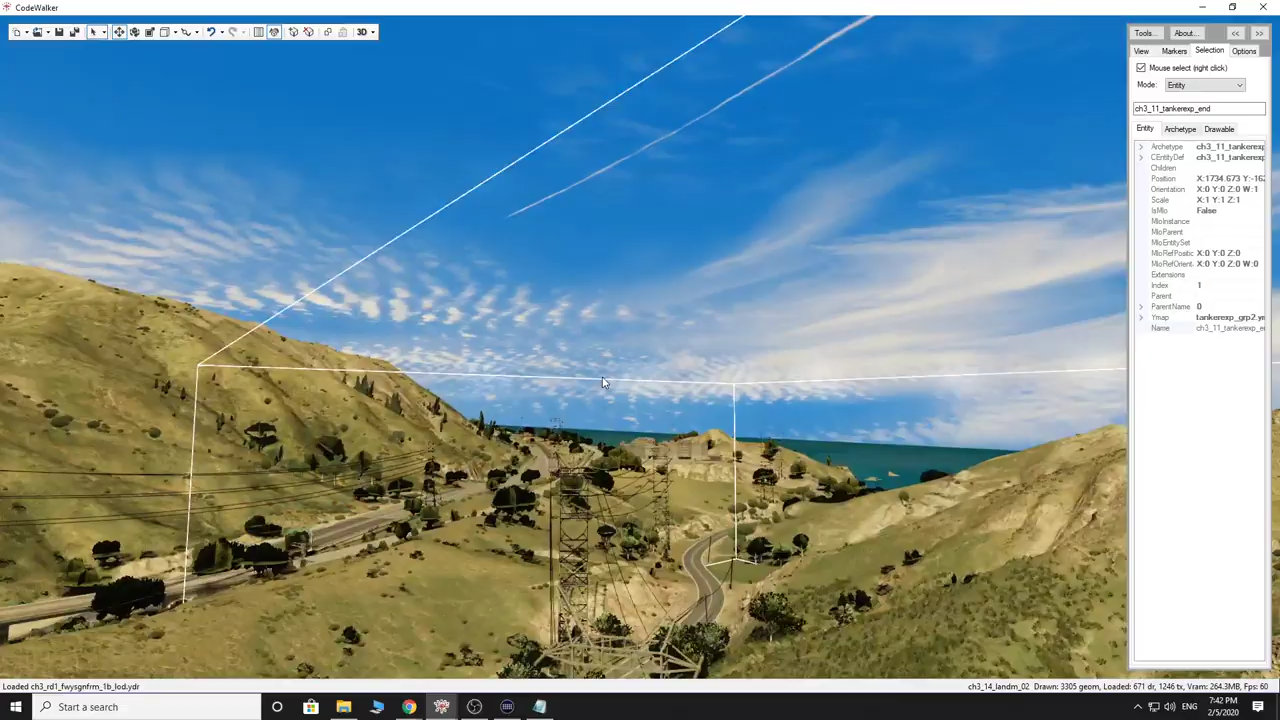 CodeWalker
3D
Tools...
About...
<<
>>
View
Markers
Selection
Options
Mouse select (right click)
Mode:
Entity
ch3_11_tankerexp_end
Entity
Archetype
Drawable
Archetype ch3_11_tankerexp
CEntityDef ch3_11_tankerexp
Children
Position X:1734.673 Y:-162
Orientation X:0 Y:0 Z:0 W:1
Scale X:1 Y:1 Z:1
IsMlo False
MloInstance
MloParent
MloEntitySet
MloRefPositic X:0 Y:0 Z:0
MloRefOrient X:0 Y:0 Z:0 W:0
Extensions
Index 1
Parent
ParentName 0
Ymap tankerexp_grp2.ym
Name ch3_11_tankerexp_e
Loaded ch3_rd1_fwysgnfrm_1b_lod.ydr
ch3_14_landm_02 Drawn: 3305 geom, Loaded: 671 dr, 1246 tx, Vram: 264.3MB, Fps: 60
Start a search
ENG
7:42 PM
2/5/2020